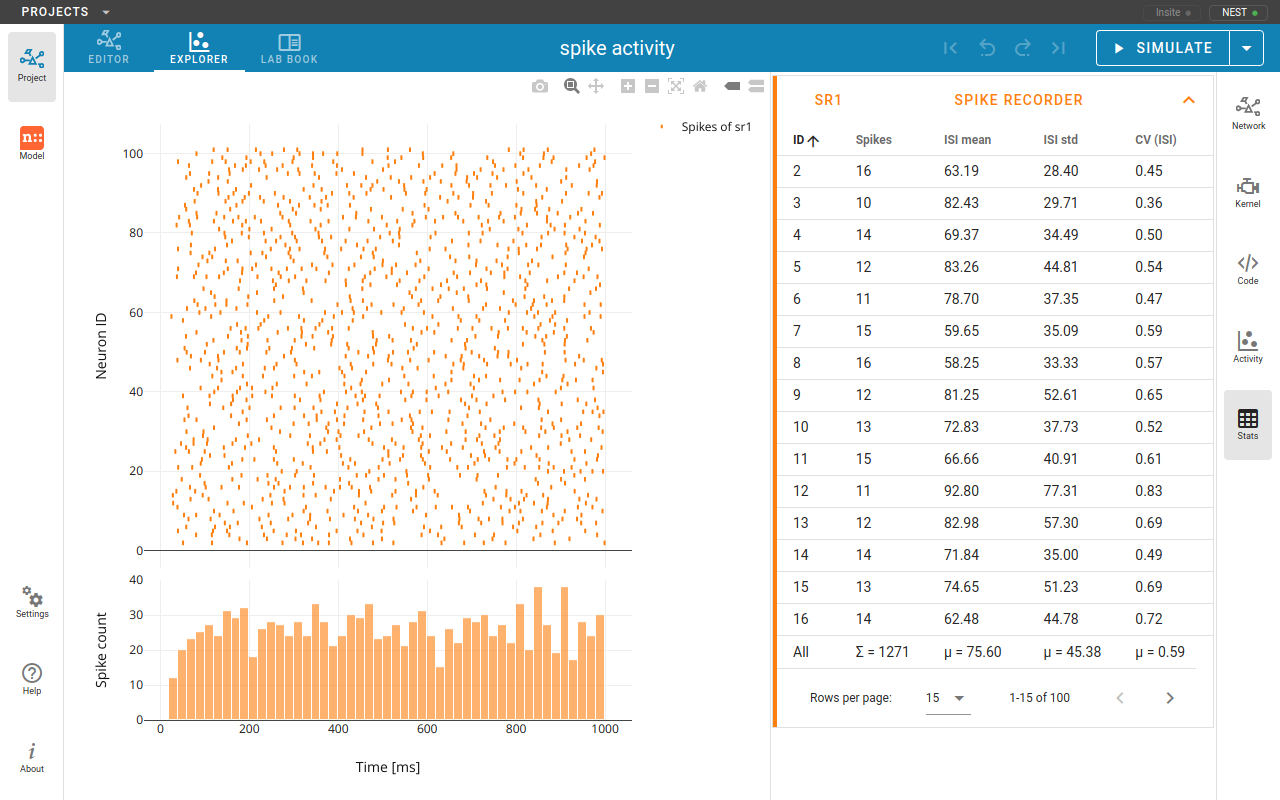 PROJECTS
Insite
NEST
Project
Model
Settings
Help
i
About
EDITOR
EXPLORER
LAB BOOK
spike activity
SIMULATE
Spikes of sr1
Neuron ID
100
80
60
40
20
0
Spike count
40
30
20
10
0
0 200 400 600 800 1000
Time [ms]
SR1 SPIKE RECORDER
ID Spikes ISI mean ISI std CV (ISI)
2 16 63.19 28.40 0.45
3 10 82.43 29.71 0.36
4 14 69.37 34.49 0.50
5 12 83.26 44.81 0.54
6 11 78.70 37.35 0.47
7 15 59.65 35.09 0.59
8 16 58.25 33.33 0.57
9 12 81.25 52.61 0.65
10 13 72.83 37.73 0.52
11 15 66.66 40.91 0.61
12 11 92.80 77.31 0.83
13 12 82.98 57.30 0.69
14 14 71.84 35.00 0.49
15 13 74.65 51.23 0.69
16 14 62.48 44.78 0.72
All Σ = 1271 μ = 75.60 μ = 45.38 μ = 0.59
Rows per page: 15 1-15 of 100
Network
Kernel
Code
Activity
Stats
n::